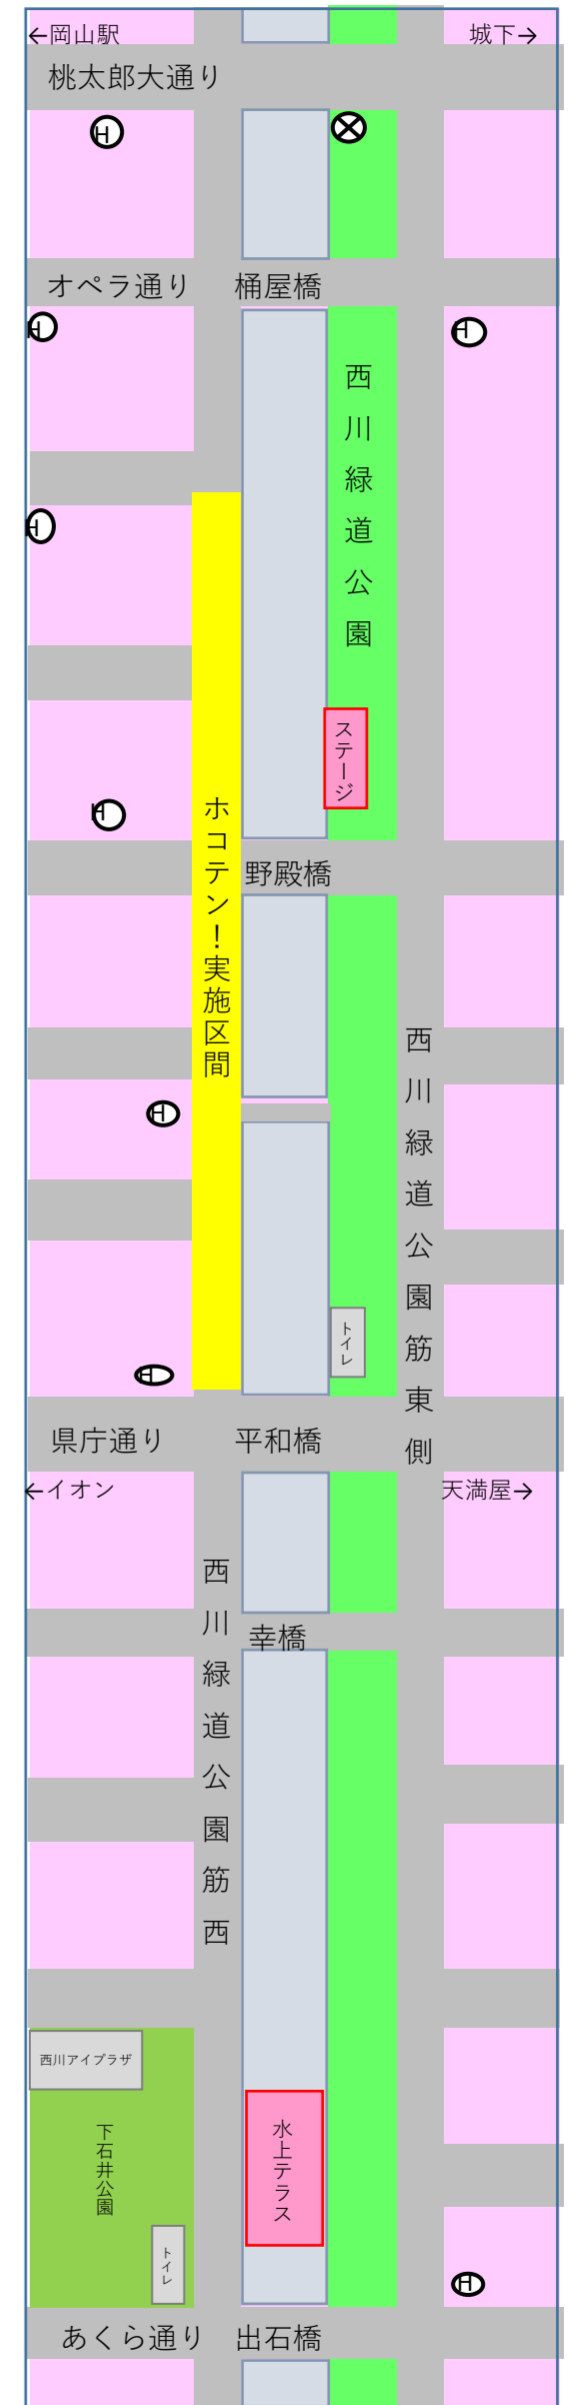 ←岡山駅
城下→
桃太郎大通り
H
オペラ通り
桶屋橋
H
H
西川緑道公園
H
ステージ
H
ホコテン！実施区間
野殿橋
西川緑道公園筋東側
H
トイレ
H
県庁通り
平和橋
←イオン
天満屋→
西川緑道公園筋西
幸橋
西川アイプラザ
下石井公園
水上テラス
トイレ
H
あくら通り
出石橋